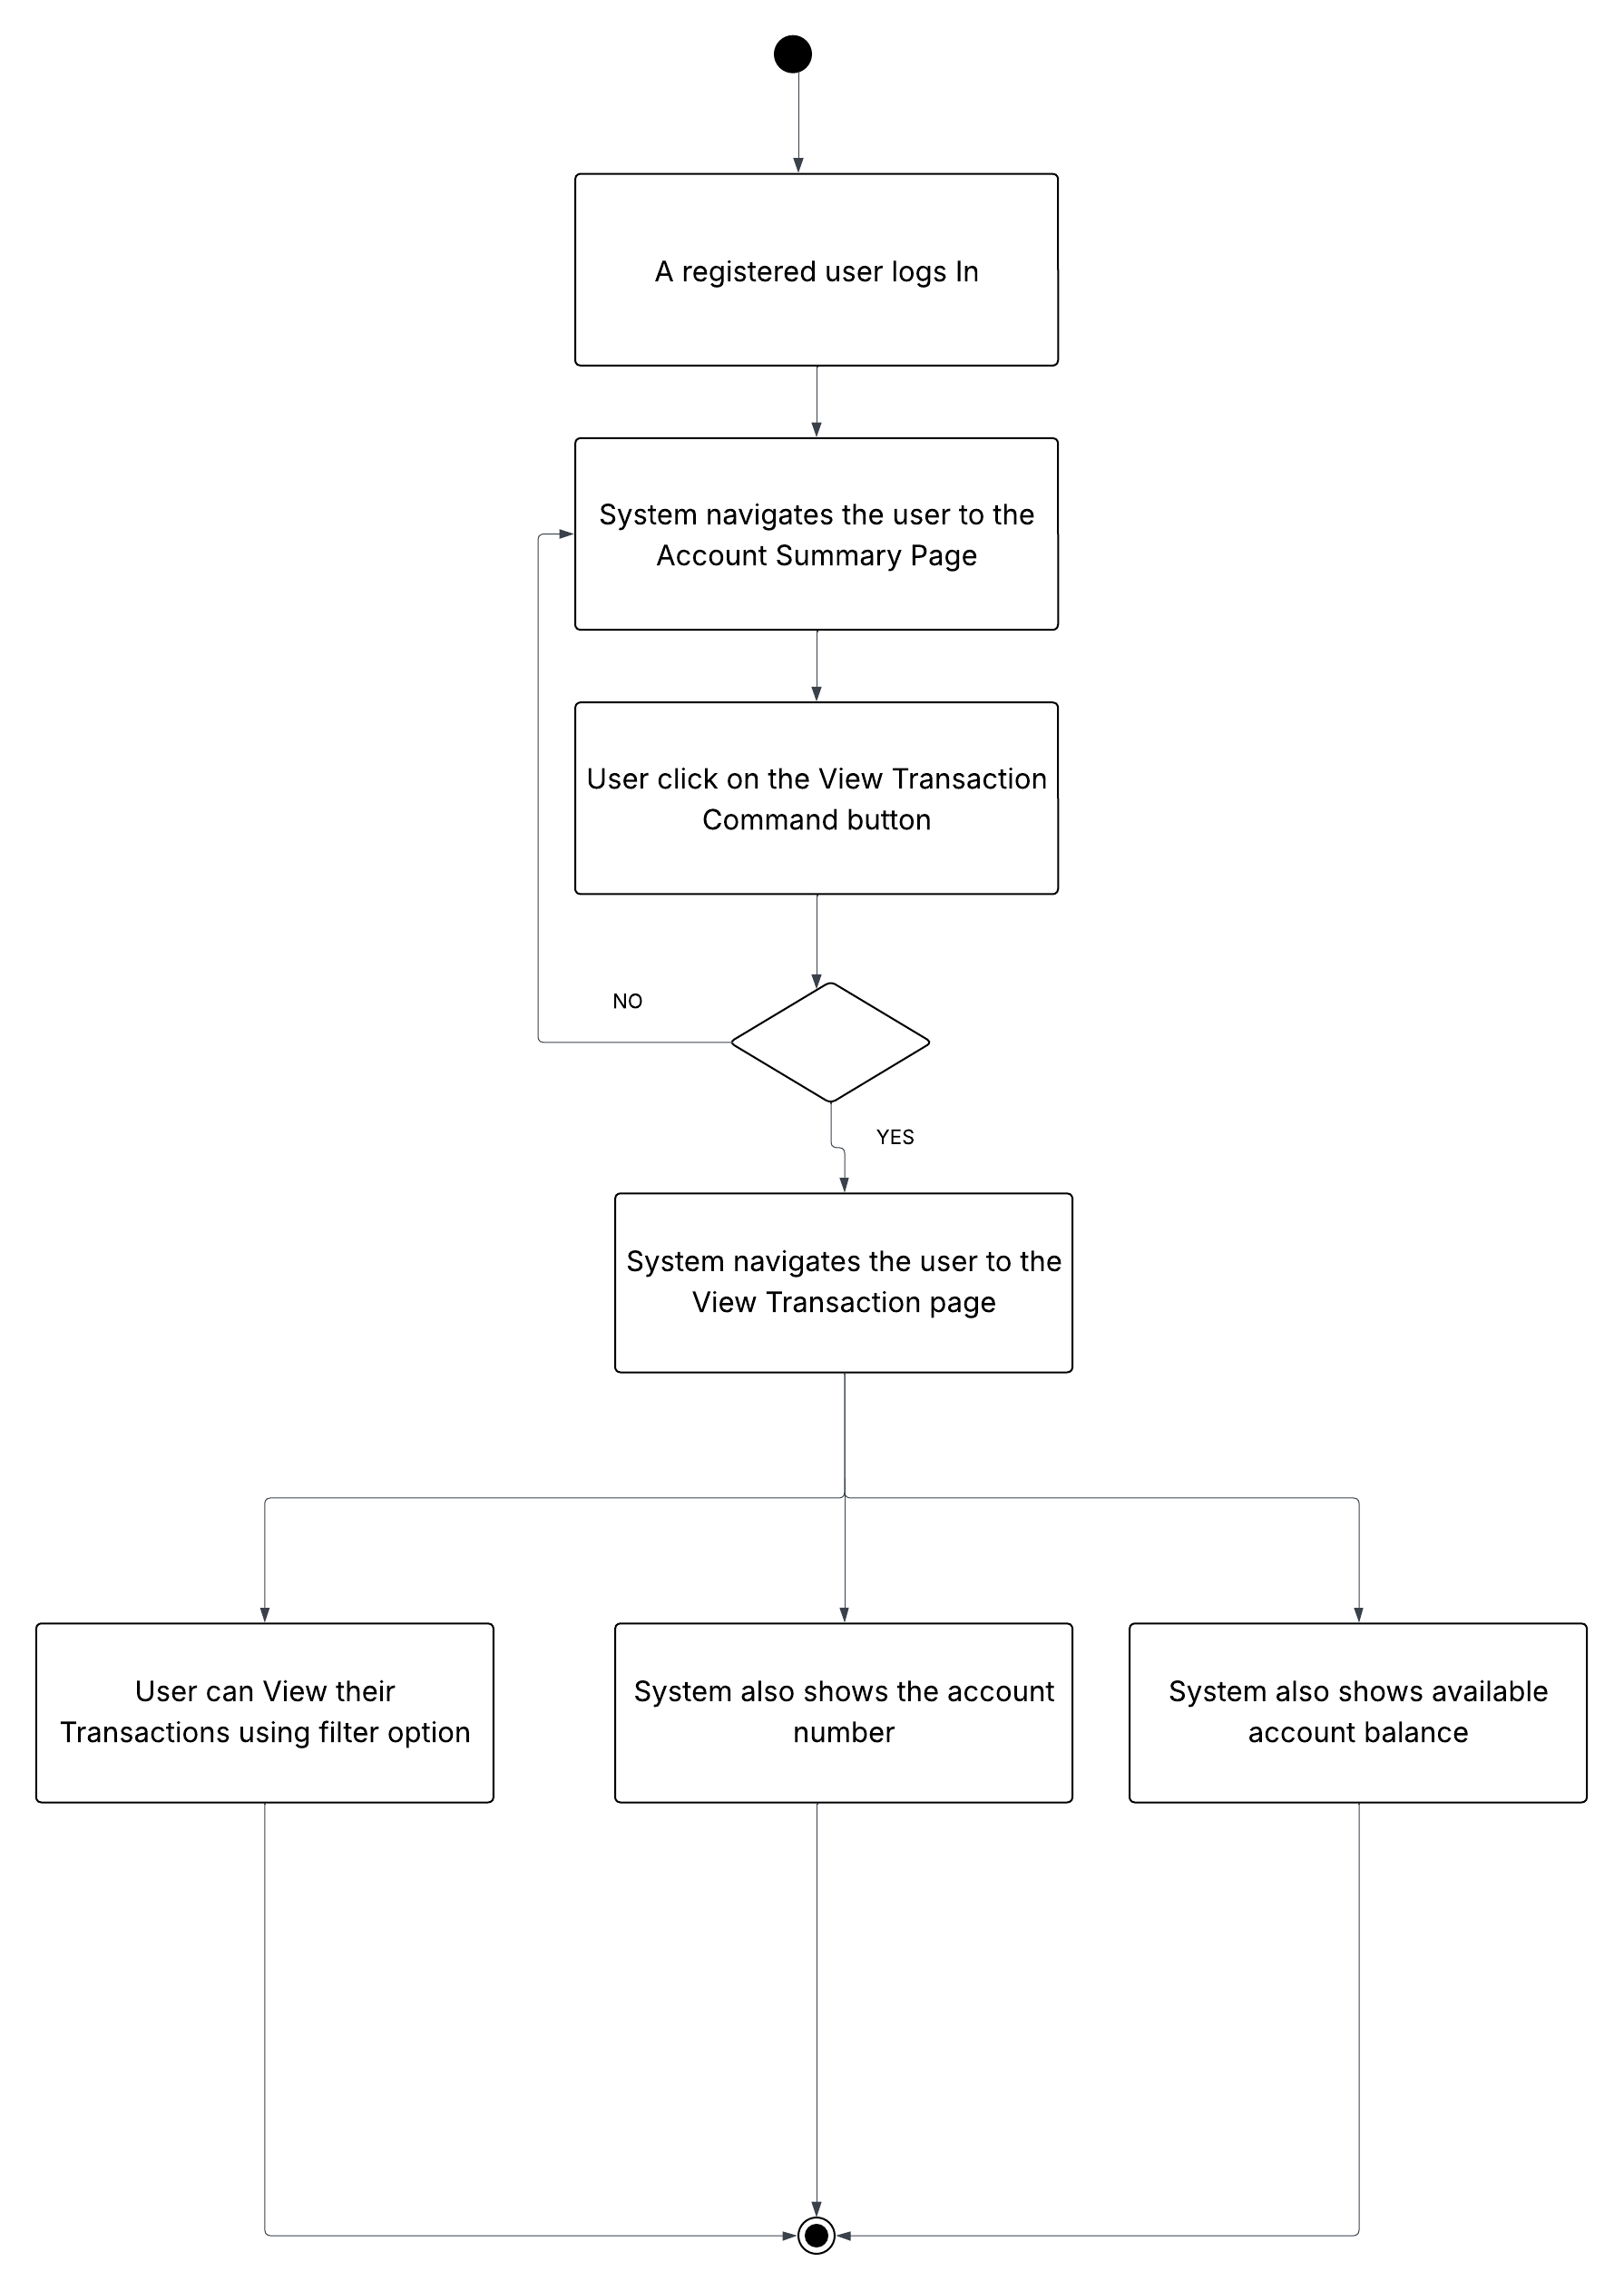 A registered user logs In
System navigates the user to the
Account Summary Page
User click on the View Transaction
Command button
NO
YES
System navigates the user to the
View Transaction page
User can View their
Transactions using filter option
System also shows the account
number
System also shows available
account balance